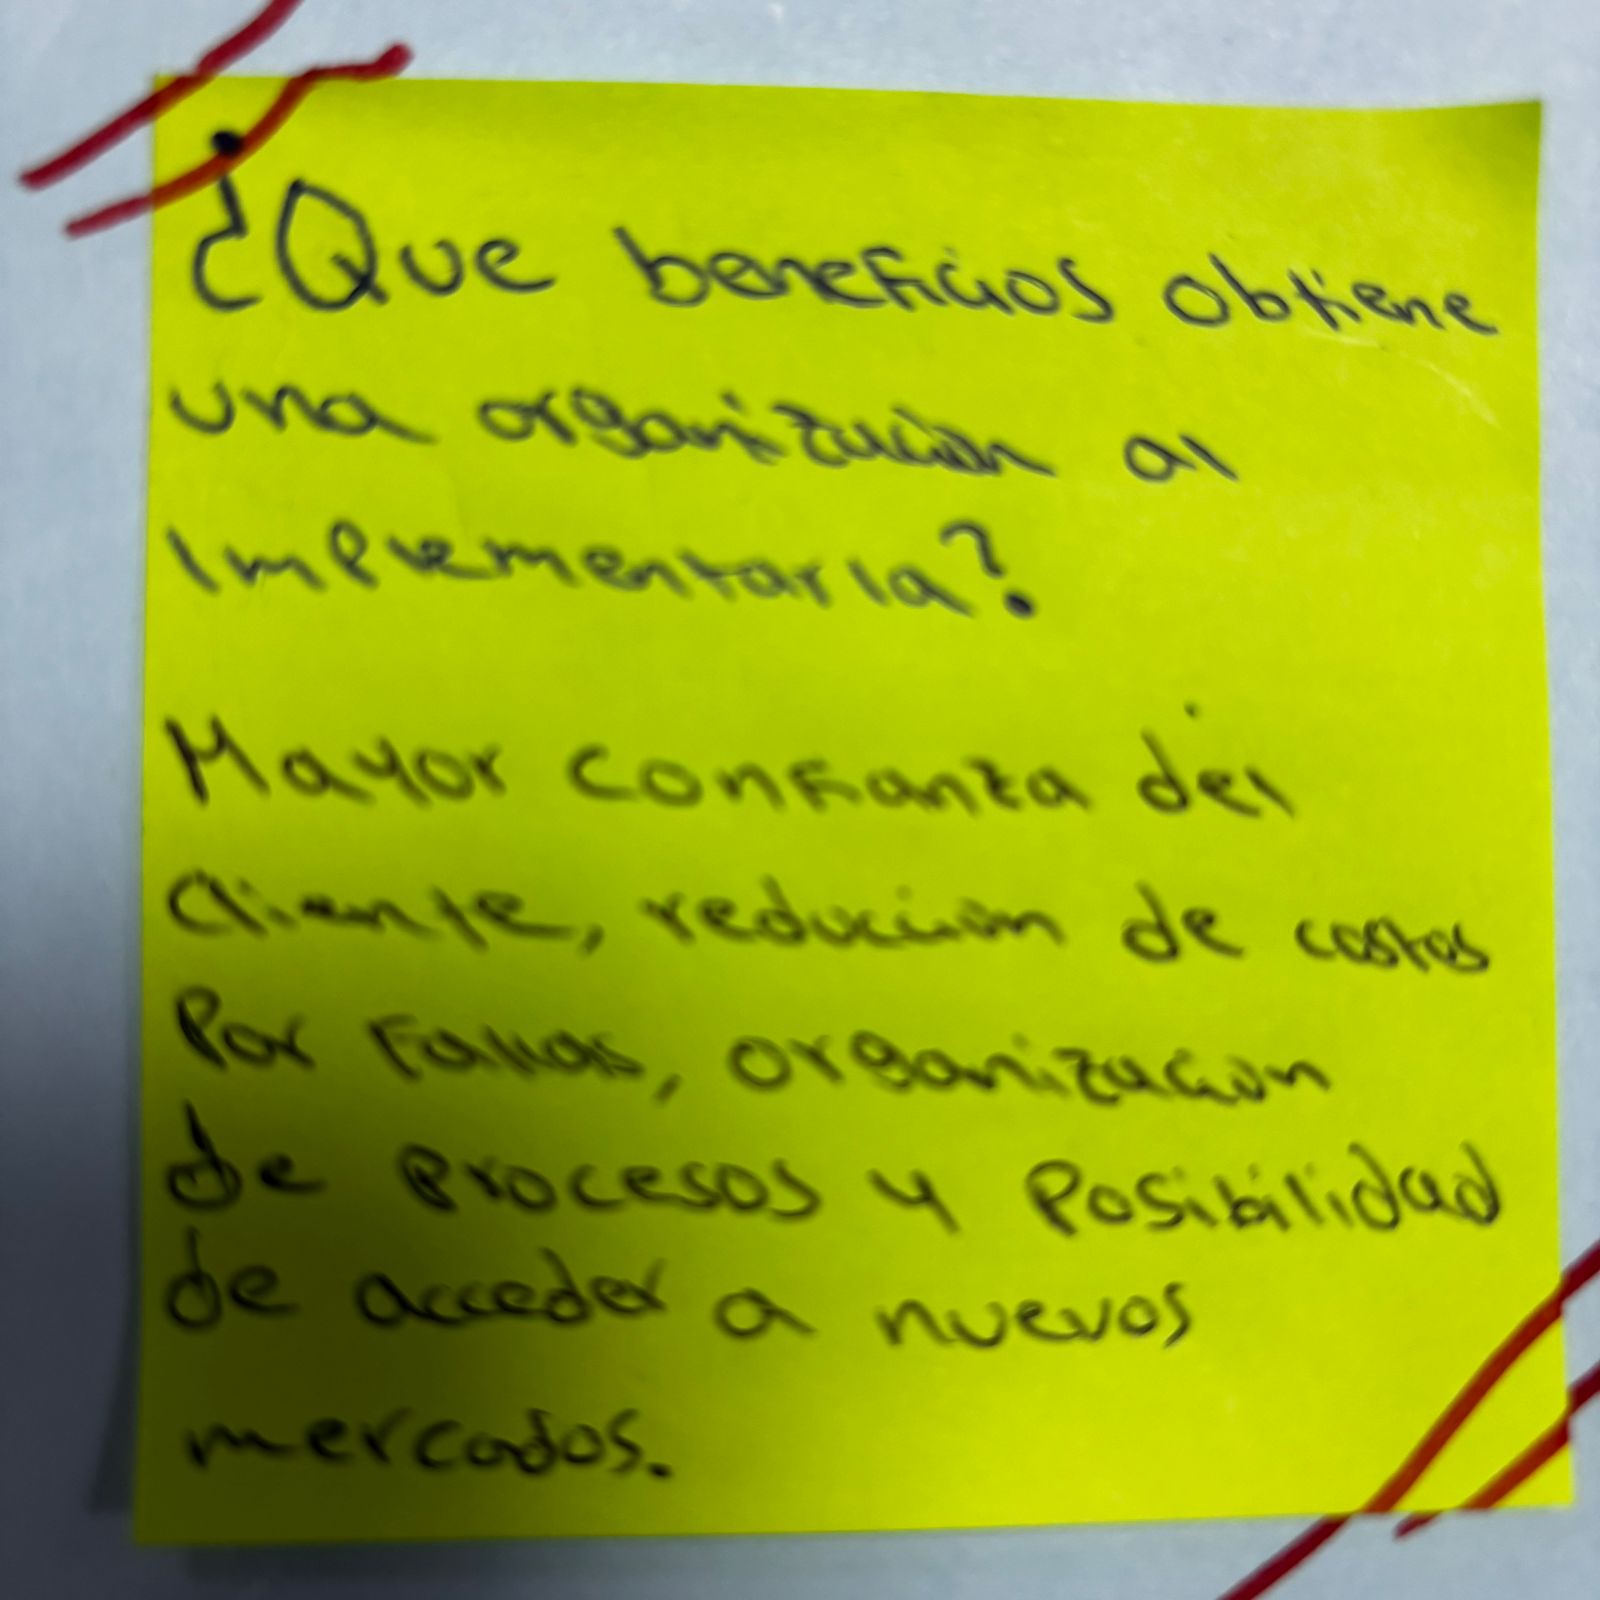 ¿Que beneficios obtiene
una organización al
Implementarla?
Mayor confianza del
Cliente, reducción de costos
Por Fallas, organización
de procesos y Posibilidad
de acceder a nuevos
mercados.